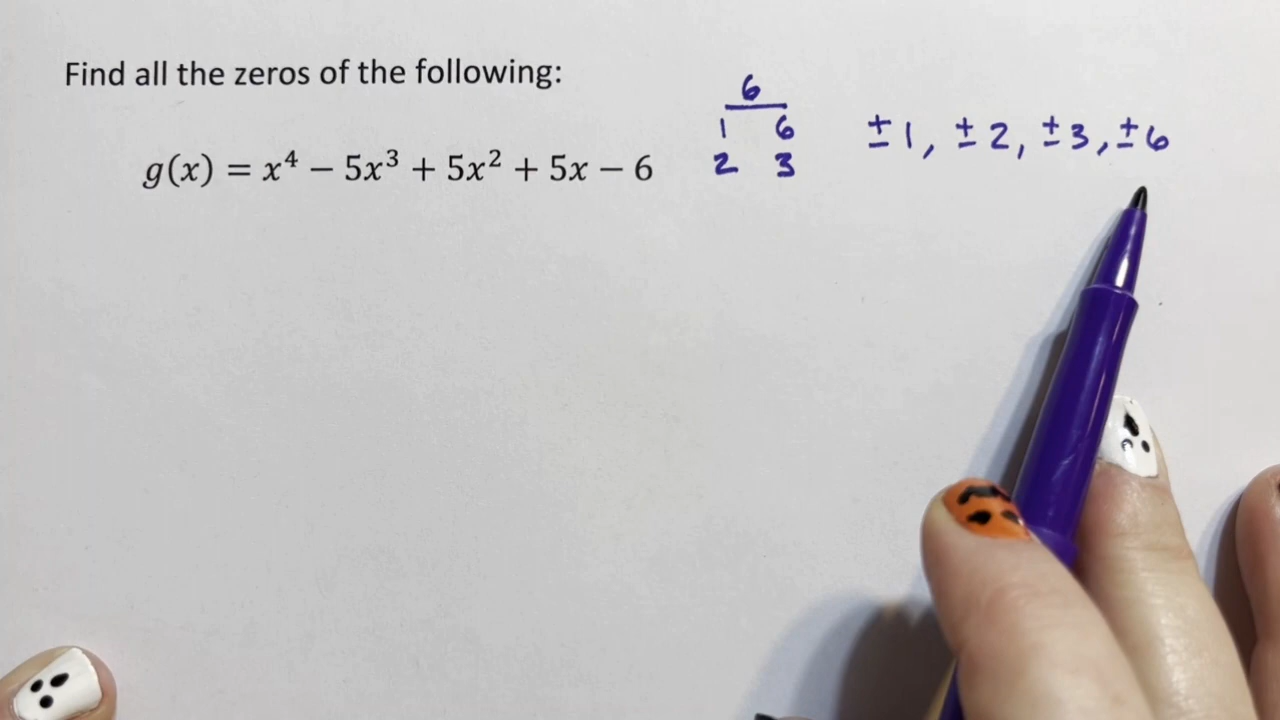 Find all the zeros of the following:
g(x) = x⁴ − 5x³ + 5x² + 5x − 6
6
1 6
2 3
±1, ±2, ±3, ±6